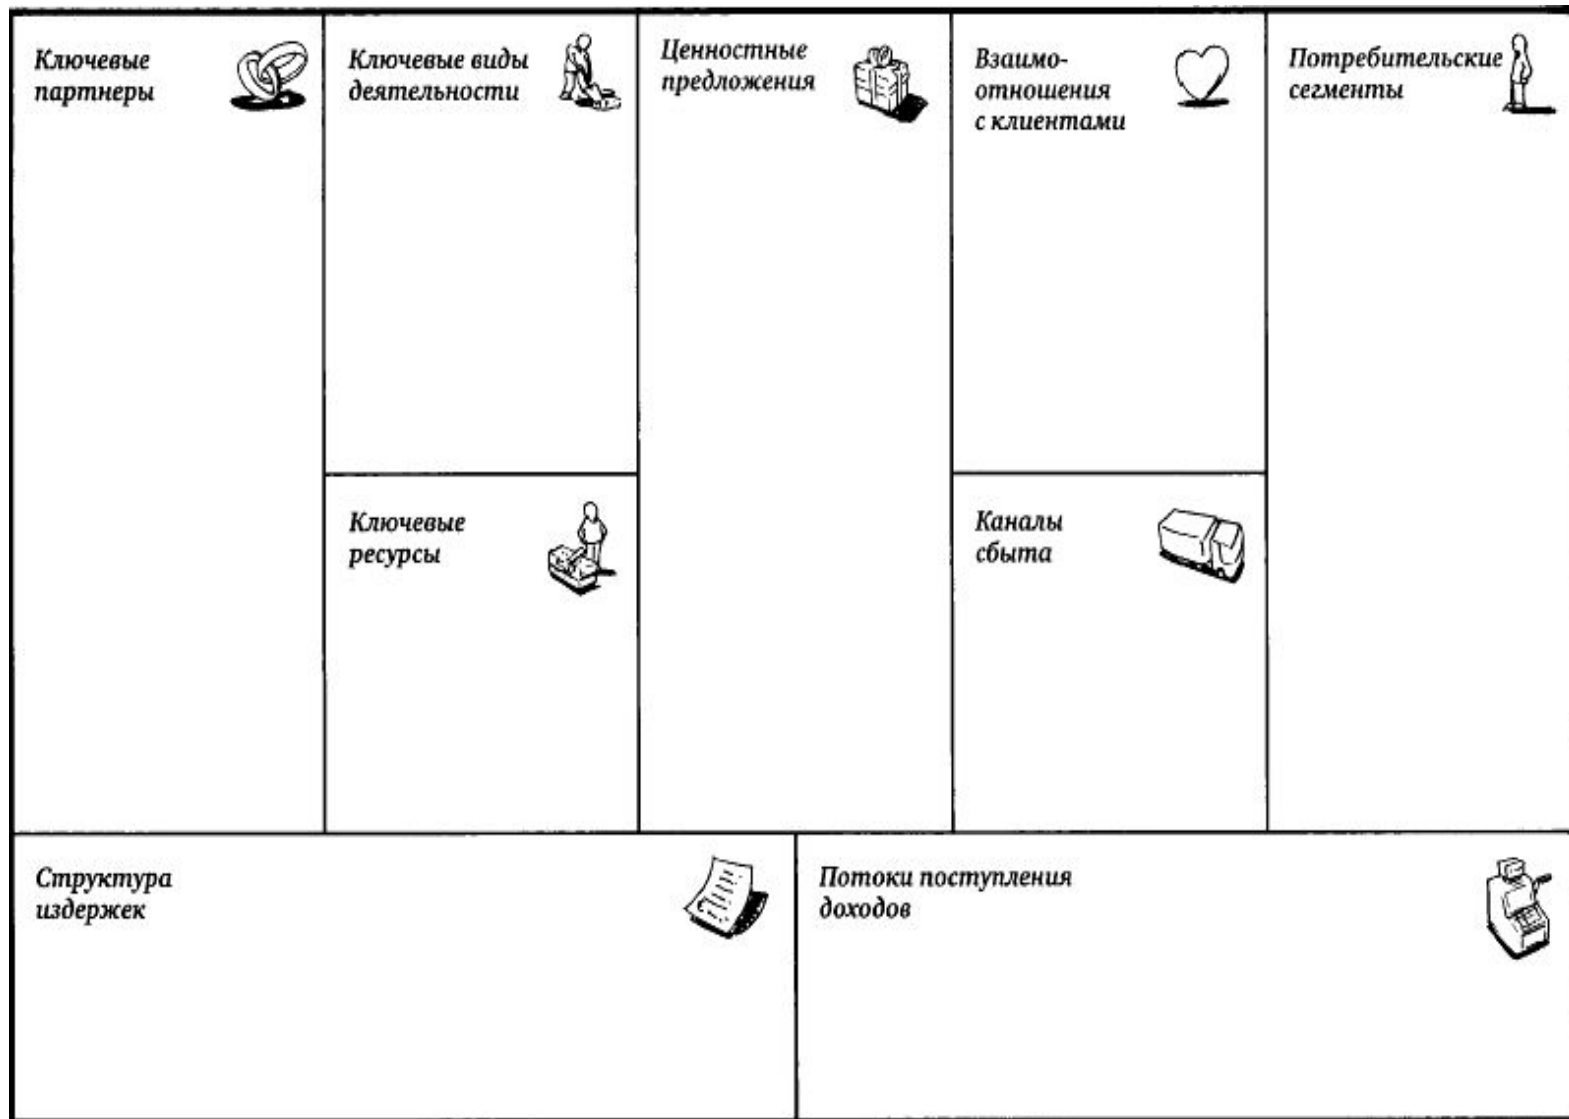 Ключевые
партнеры
Ключевые виды
деятельности
Ключевые
ресурсы
Ценностные
предложения
Взаимо-
отношения
с клиентами
Каналы
сбыта
Потребительские
сегменты
Структура
издержек
Потоки поступления
доходов